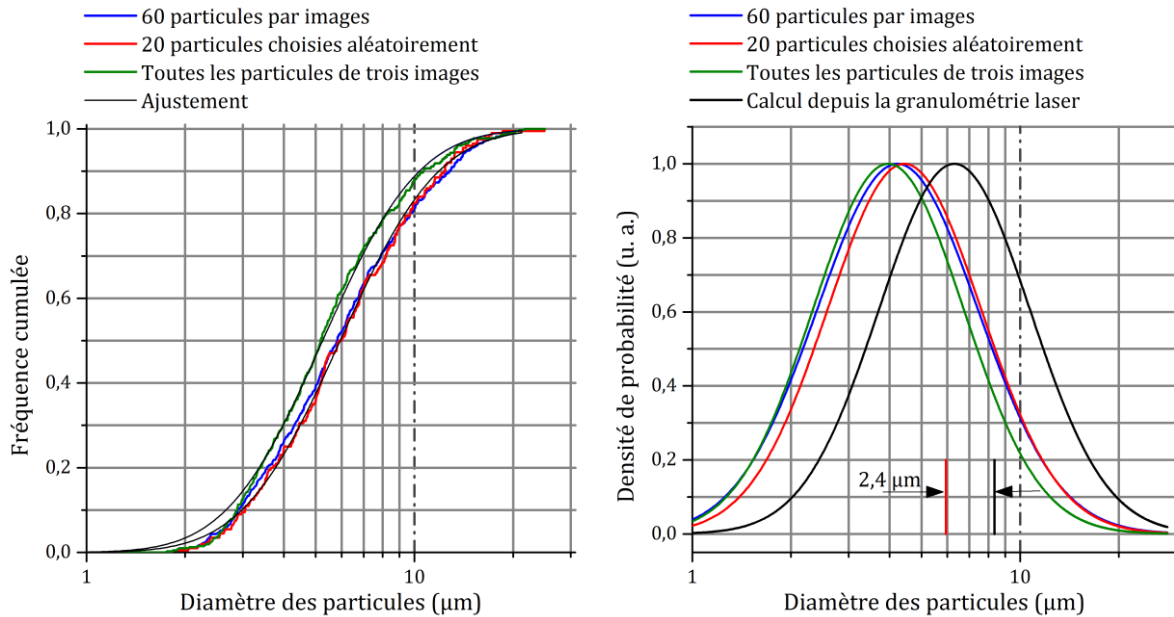 60 particules par images
20 particules choisies aléatoirement
Toutes les particules de trois images
Ajustement
Fréquence cumulée
1,0
0,8
0,6
0,4
0,2
0,0
1
10
Diamètre des particules (µm)
60 particules par images
20 particules choisies aléatoirement
Toutes les particules de trois images
Calcul depuis la granulométrie laser
Densité de probabilité (u. a.)
1,0
0,8
0,6
0,4
0,2
0,0
2,4 µm
1
10
Diamètre des particules (µm)